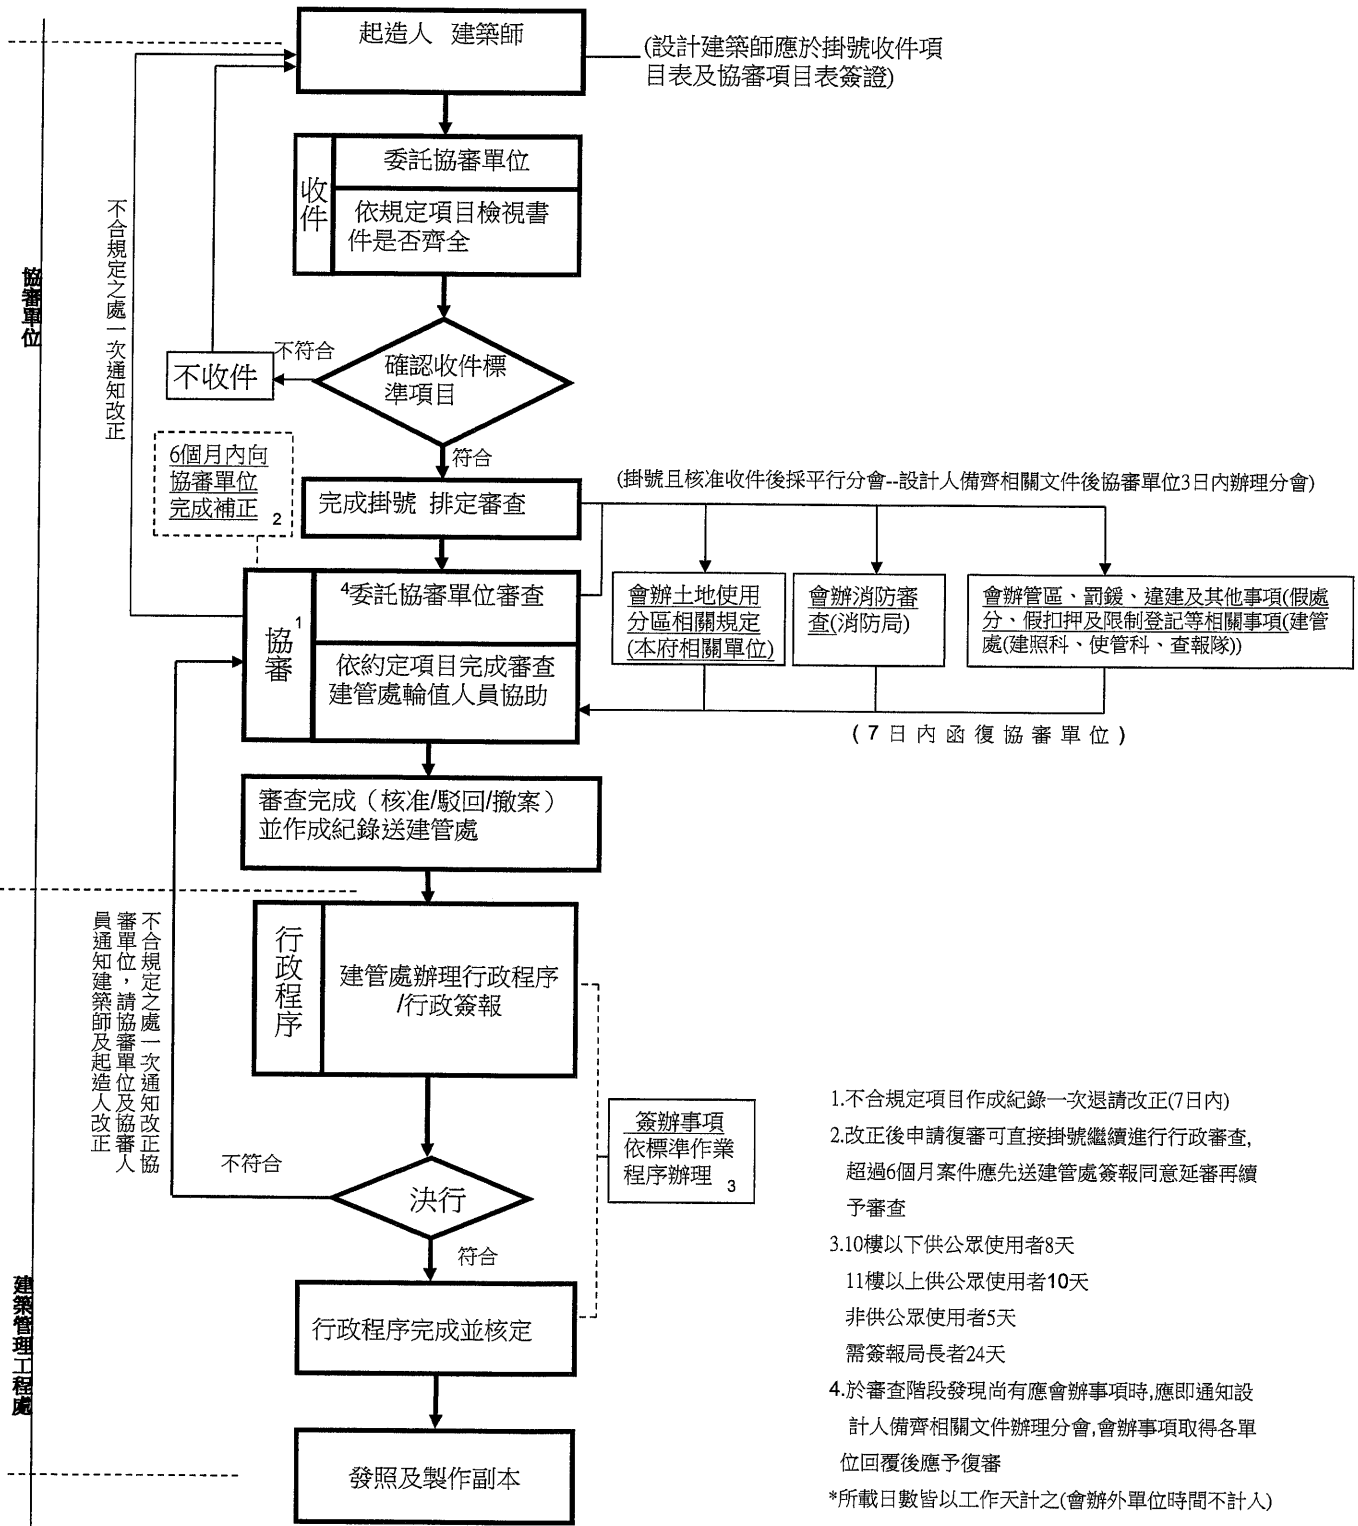 起造人 建築師
(設計建築師應於掛號收件項
目表及協審項目表簽證)
收件
委託協審單位
依規定項目檢視書
件是否齊全
協審單位
不合規定之處一次通知改正
確認收件標
準項目
不符合
不收件
符合
6個月內向
協審單位
完成補正 2
完成掛號 排定審查
(掛號且核准收件後採平行分會--設計人備齊相關文件後協審單位3日內辦理分會)
協審 1
4委託協審單位審查
依約定項目完成審查
建管處輪值人員協助
會辦土地使用
分區相關規定
(本府相關單位)
會辦消防審
查(消防局)
會辦管區、罰鍰、違建及其他事項(假處
分、假扣押及限制登記等相關事項(建管
處(建照科、使管科、查報隊))
(7日內函復協審單位)
審查完成（核准/駁回/撤案）
並作成紀錄送建管處
不合規定之處一次通知改正協
審單位，請協審單位及協審人
員通知建築師及起造人改正
行政程序
建管處辦理行政程序
/行政簽報
簽辦事項
依標準作業
程序辦理 3
不符合
決行
符合
行政程序完成並核定
建築管理工程處
發照及製作副本
1.不合規定項目作成紀錄一次退請改正(7日內)
2.改正後申請復審可直接掛號繼續進行行政審查,
超過6個月案件應先送建管處簽報同意延審再續
予審查
3.10樓以下供公眾使用者8天
11樓以上供公眾使用者10天
非供公眾使用者5天
需簽報局長者24天
4.於審查階段發現尚有應會辦事項時,應即通知設
計人備齊相關文件辦理分會,會辦事項取得各單
位回覆後應予復審
*所載日數皆以工作天計之(會辦外單位時間不計入)